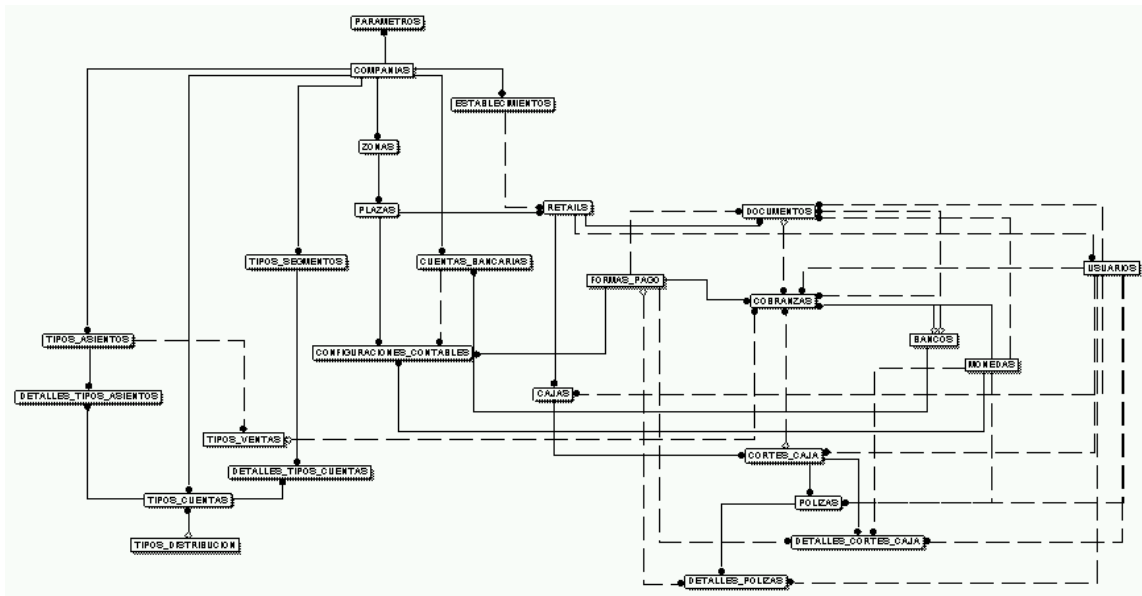 PARAMETROS
COMPANIAS
ESTABLECIMIENTOS
ZONAS
PLAZAS
RETAILS
DOCUMENTOS
TIPOS_SEGMENTOS
CUENTAS_BANCARIAS
USUARIOS
FORMAS_PAGO
COBRANZAS
TIPOS_ASIENTOS
BANCOS
CONFIGURACIONES_CONTABLES
MONEDAS
DETALLES_TIPOS_ASIENTOS
CAJAS
TIPOS_VENTAS
CORTES_CAJA
DETALLES_TIPOS_CUENTAS
TIPOS_CUENTAS
POLIZAS
TIPOS_DISTRIBUCION
DETALLES_CORTES_CAJA
DETALLES_POLIZAS